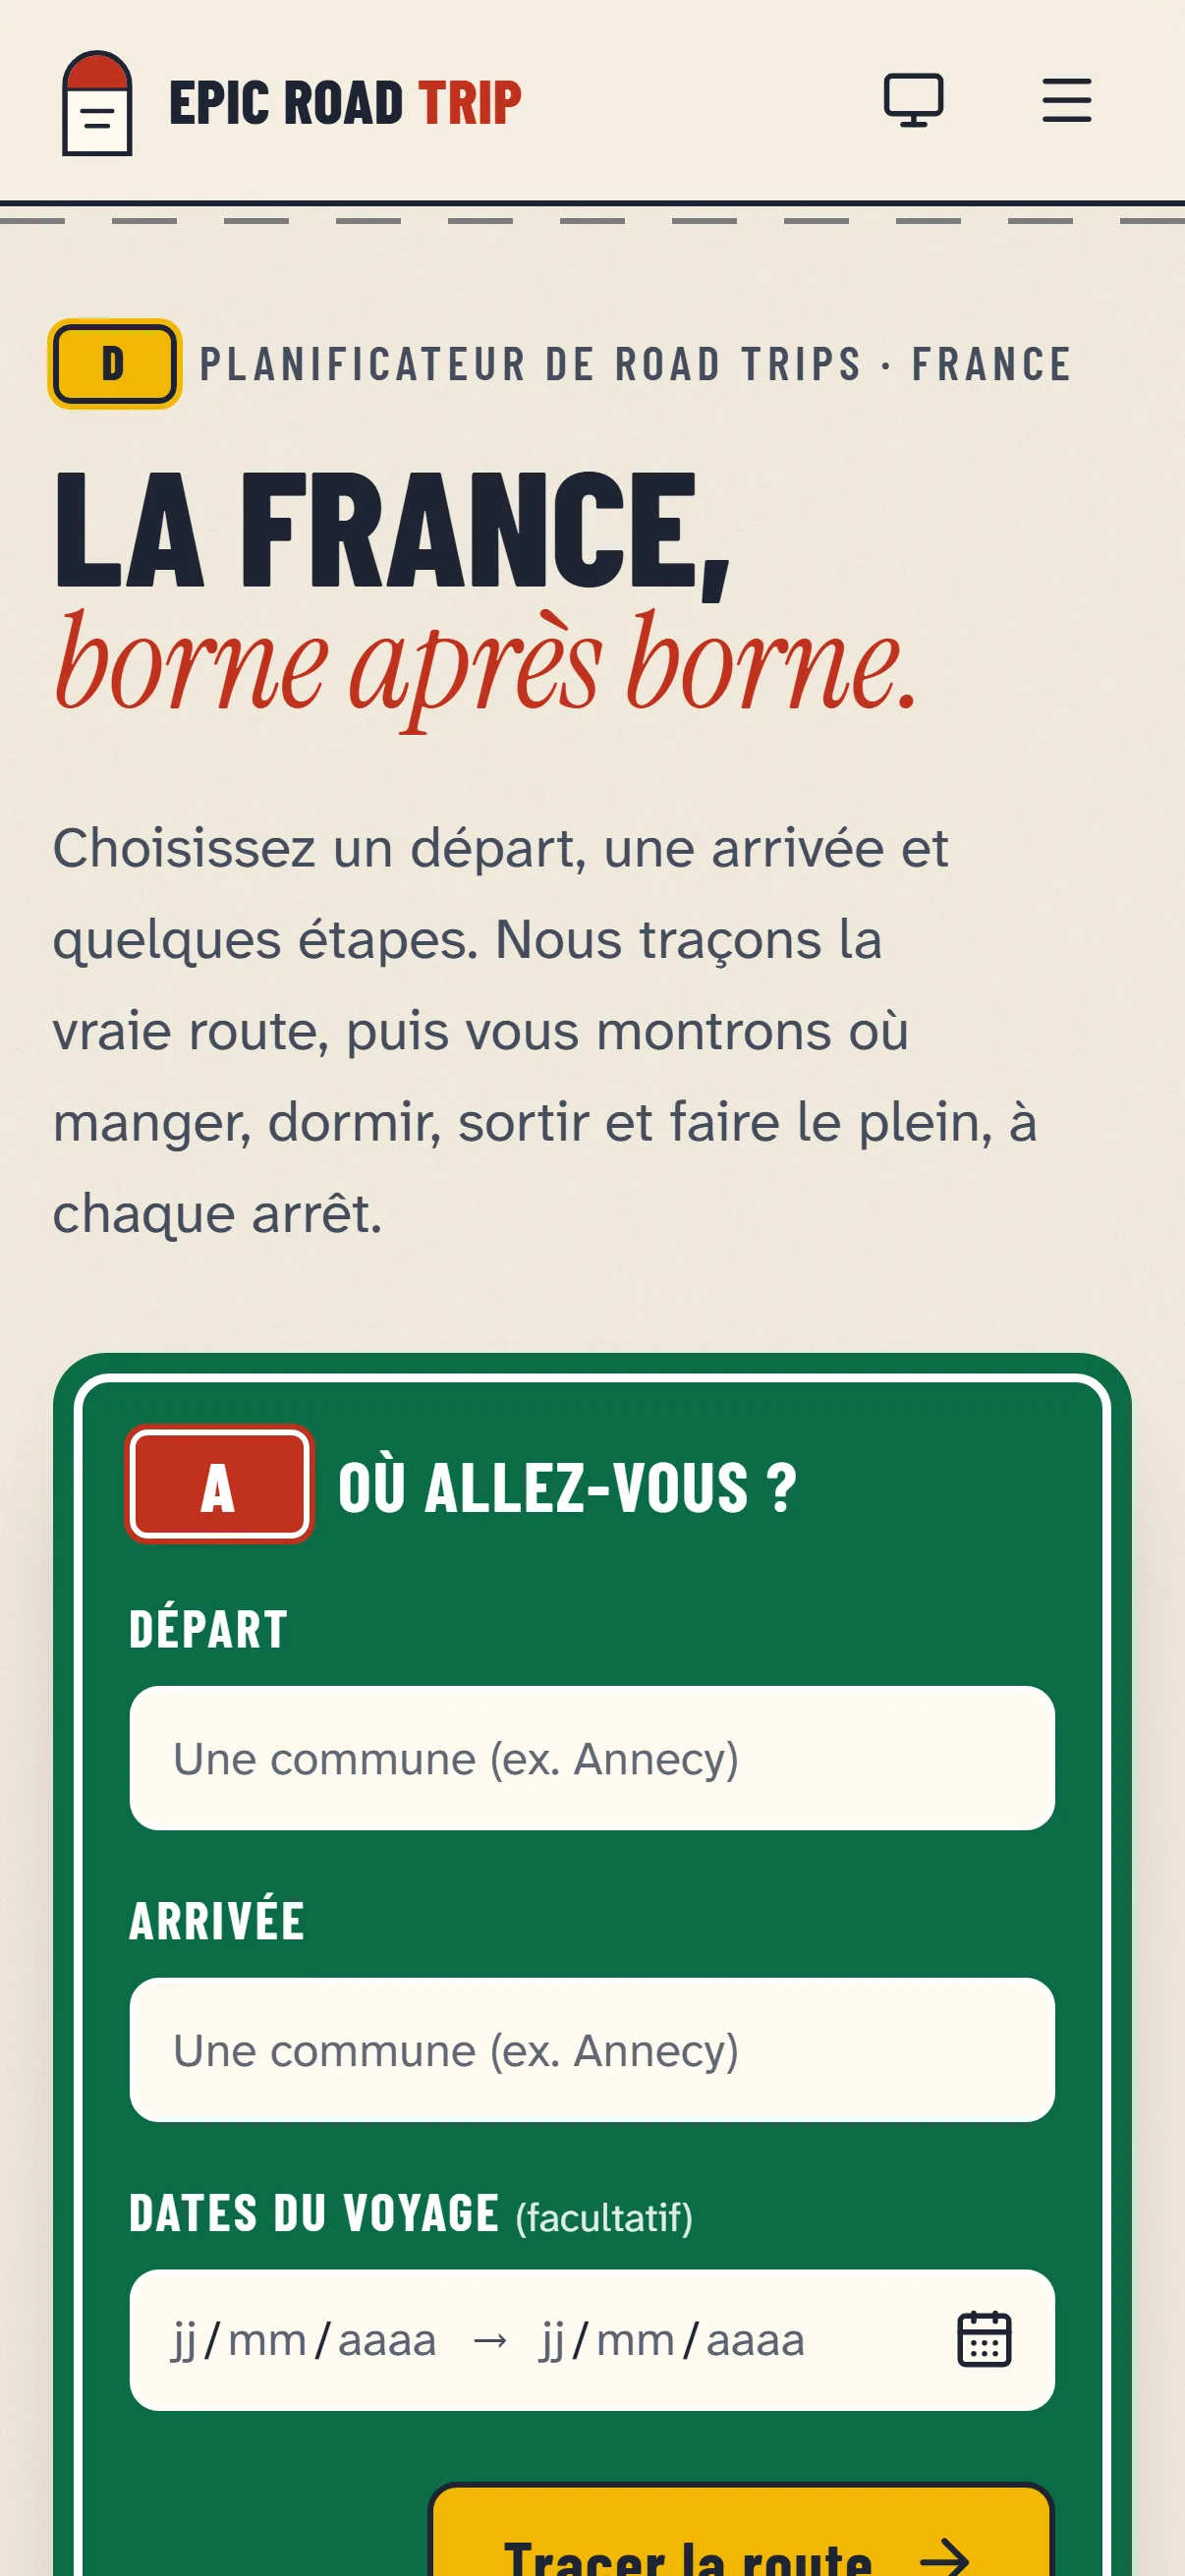 EPIC ROAD TRIP
D PLANIFICATEUR DE ROAD TRIPS · FRANCE
LA FRANCE,
borne après borne.
Choisissez un départ, une arrivée et
quelques étapes. Nous traçons la
vraie route, puis vous montrons où
manger, dormir, sortir et faire le plein, à
chaque arrêt.
A OÙ ALLEZ-VOUS ?
DÉPART
Une commune (ex. Annecy)
ARRIVÉE
Une commune (ex. Annecy)
DATES DU VOYAGE (facultatif)
jj/mm/aaaa → jj/mm/aaaa
Tracer la route →